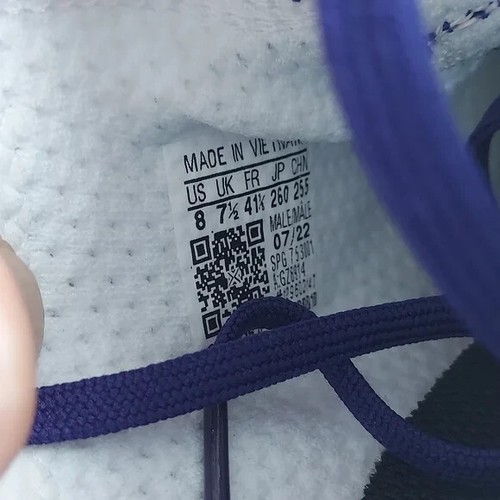 MADE IN VIETNAM
US UK FR JP CHN
8 7½ 41⅓ 260 255
MALE/MALE
07/22
SPG 753001